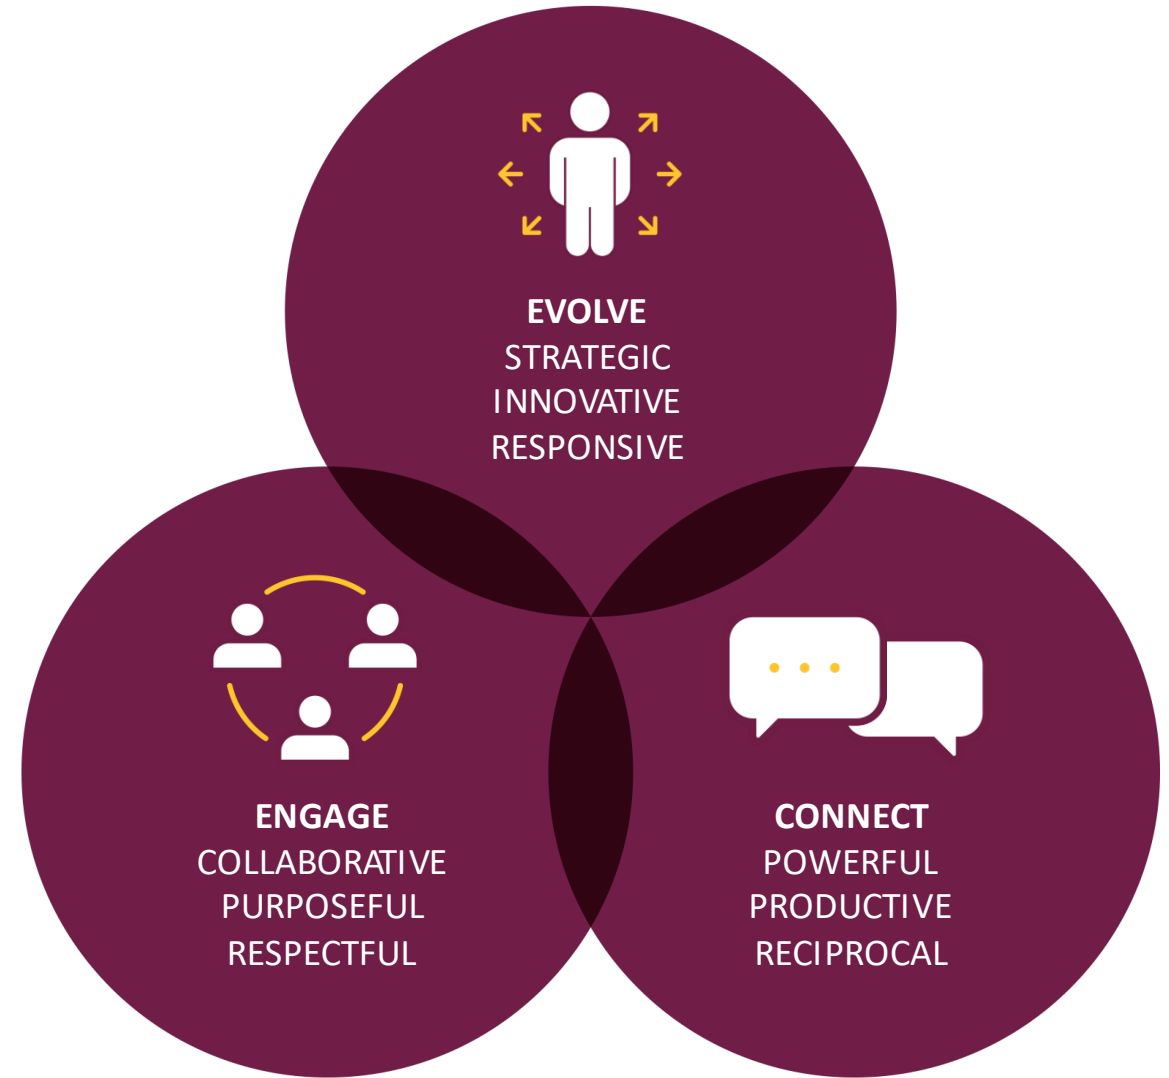 EVOLVE
STRATEGIC
INNOVATIVE
RESPONSIVE
ENGAGE
COLLABORATIVE
PURPOSEFUL
RESPECTFUL
CONNECT
POWERFUL
PRODUCTIVE
RECIPROCAL